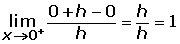 lim x→0⁺ (0+h-0)/h = h/h = 1